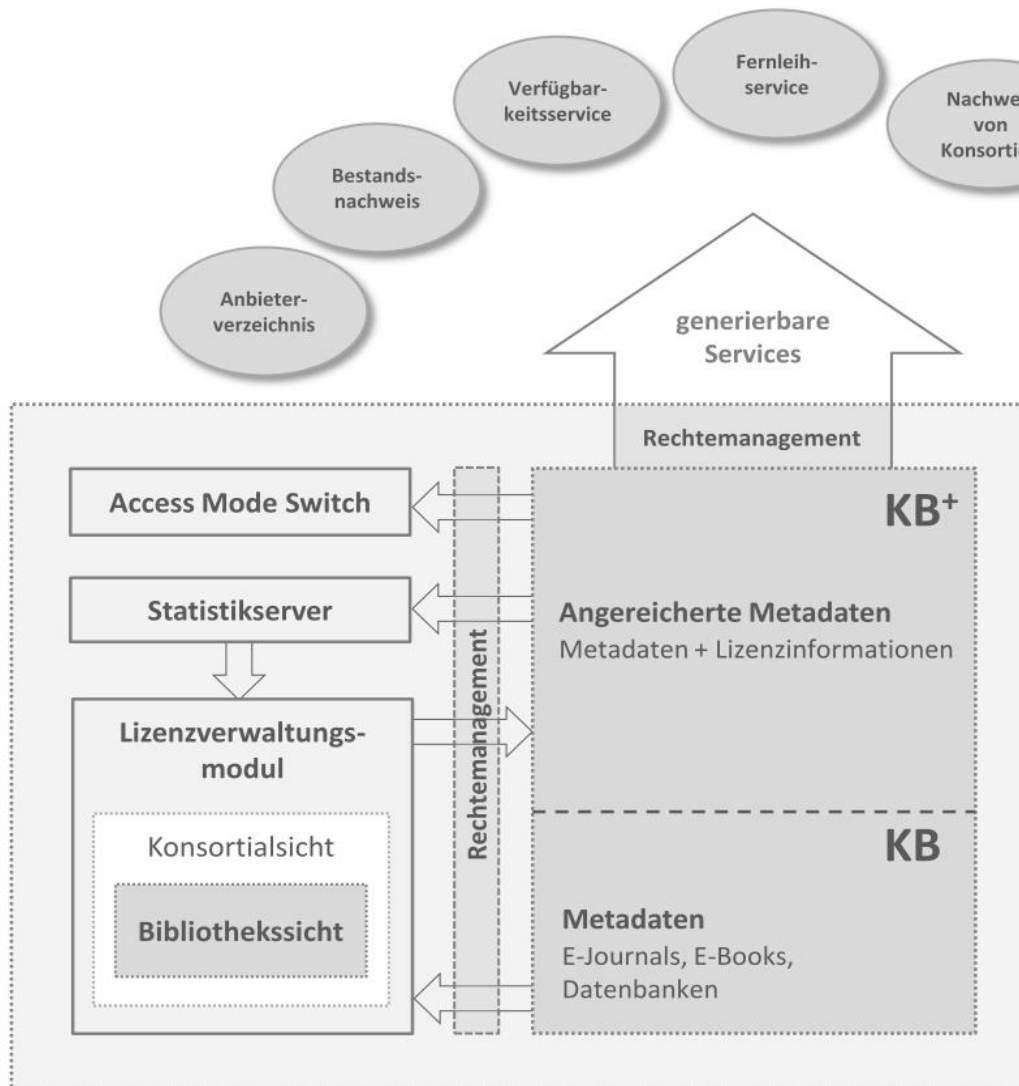 Fernleih-
service
Verfügbar-
keitsservice
von
Bestands-
nachweis
Anbieter-
verzeichnis
generierbare
Services
Rechtemanagement
Access Mode Switch
KB+
Statistikserver
Angereicherte Metadaten
Metadaten + Lizenzinformationen
Rechtemanagement
Lizenzverwaltungs-
modul
Konsortialsicht
Bibliothekssicht
KB
Metadaten
E-Journals, E-Books,
Datenbanken